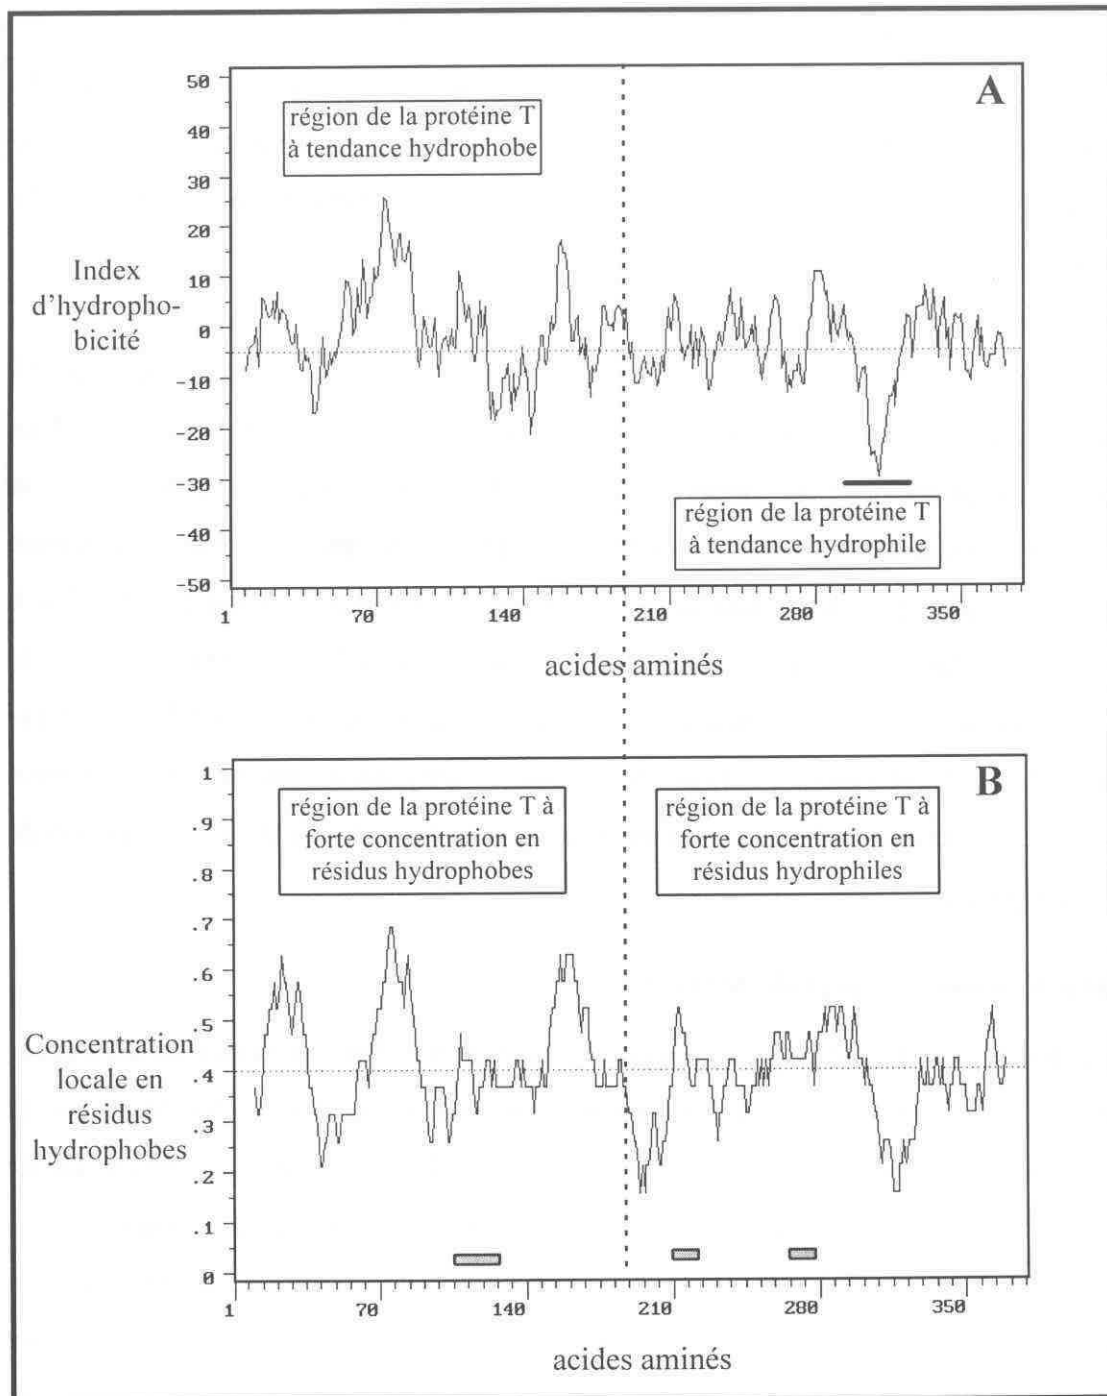 A
50
40
30
20
10
0
-10
-20
-30
-40
-50
région de la protéine T
à tendance hydrophobe
Index
d'hydropho-
bicité
région de la protéine T
à tendance hydrophile
1
70
140
210
280
350
acides aminés
B
1
.9
.8
.7
.6
.5
.4
.3
.2
.1
0
région de la protéine T à
forte concentration en
résidus hydrophobes
région de la protéine T à
forte concentration en
résidus hydrophiles
Concentration
locale en
résidus
hydrophobes
1
70
140
210
280
350
acides aminés